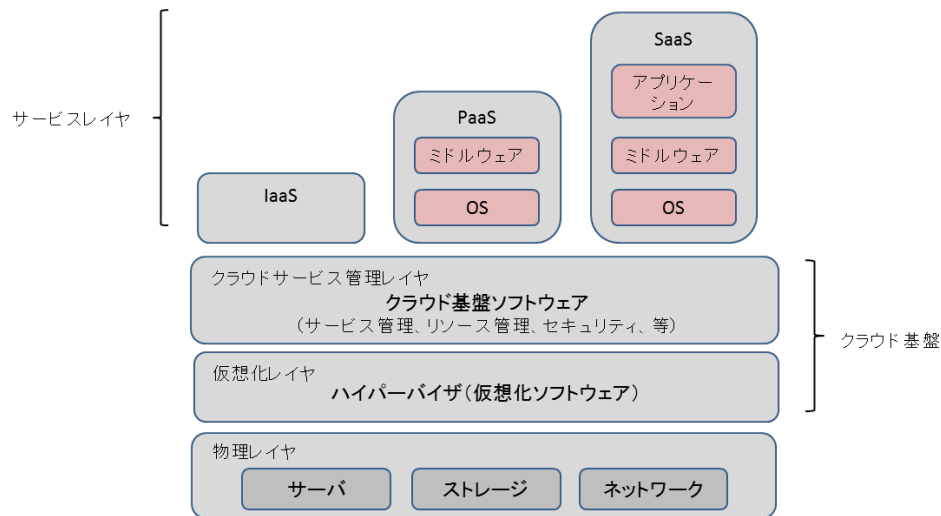 SaaS
アプリケー
ション
サービスレイヤ
PaaS
ミドルウェア
ミドルウェア
IaaS
OS
OS
クラウドサービス管理レイヤ
クラウド基盤ソフトウェア
（サービス管理、リソース管理、セキュリティ、等）
クラウド基盤
仮想化レイヤ
ハイパーバイザ（仮想化ソフトウェア）
物理レイヤ
サーバ
ストレージ
ネットワーク